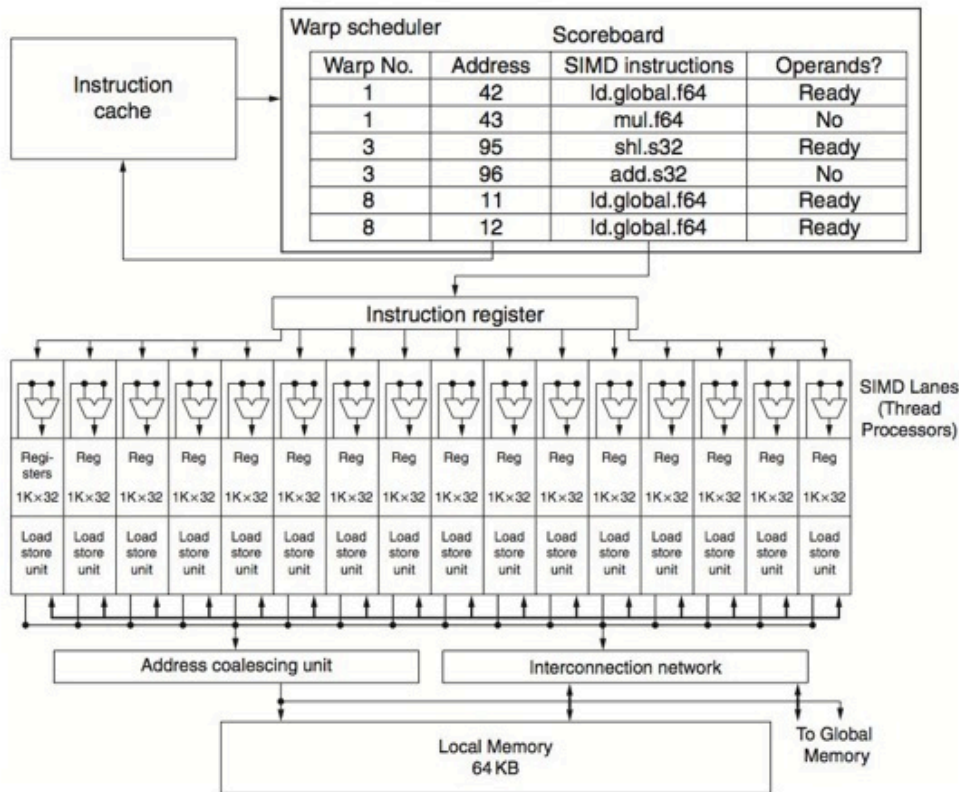 Warp scheduler
Scoreboard
Warp No. Address SIMD instructions Operands?
1 42 ld.global.f64 Ready
1 43 mul.f64 No
3 95 shl.s32 Ready
3 96 add.s32 No
8 11 ld.global.f64 Ready
8 12 ld.global.f64 Ready
Instruction
cache
Instruction register
SIMD Lanes
(Thread
Processors)
Regi- Reg Reg Reg Reg Reg Reg Reg Reg Reg Reg Reg Reg Reg Reg Reg
sters
1K×32 1K×32 1K×32 1K×32 1K×32 1K×32 1K×32 1K×32 1K×32 1K×32 1K×32 1K×32 1K×32 1K×32 1K×32 1K×32
Load Load Load Load Load Load Load Load Load Load Load Load Load Load Load Load
store store store store store store store store store store store store store store store store
unit unit unit unit unit unit unit unit unit unit unit unit unit unit unit unit
Address coalescing unit
Interconnection network
Local Memory
64 KB
To Global
Memory